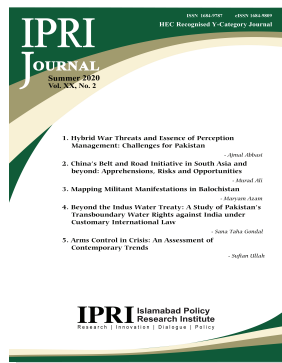 ISSN 1684-9787 eISSN 1684-9809
HEC Recognised Y-Category Journal
IPRI
JOURNAL
Summer 2020
Vol. XX, No. 2
1. Hybrid War Threats and Essence of Perception
Management: Challenges for Pakistan
- Ajmal Abbasi
2. China's Belt and Road Initiative in South Asia and
beyond: Apprehensions, Risks and Opportunities
- Murad Ali
3. Mapping Militant Manifestations in Balochistan
- Maryam Azam
4. Beyond the Indus Water Treaty: A Study of Pakistan's
Transboundary Water Rights against India under
Customary International Law
- Sana Taha Gondal
5. Arms Control in Crisis: An Assessment of
Contemporary Trends
- Sufian Ullah
IPRI Islamabad Policy
Research Institute
Research | Innovation | Dialogue | Policy